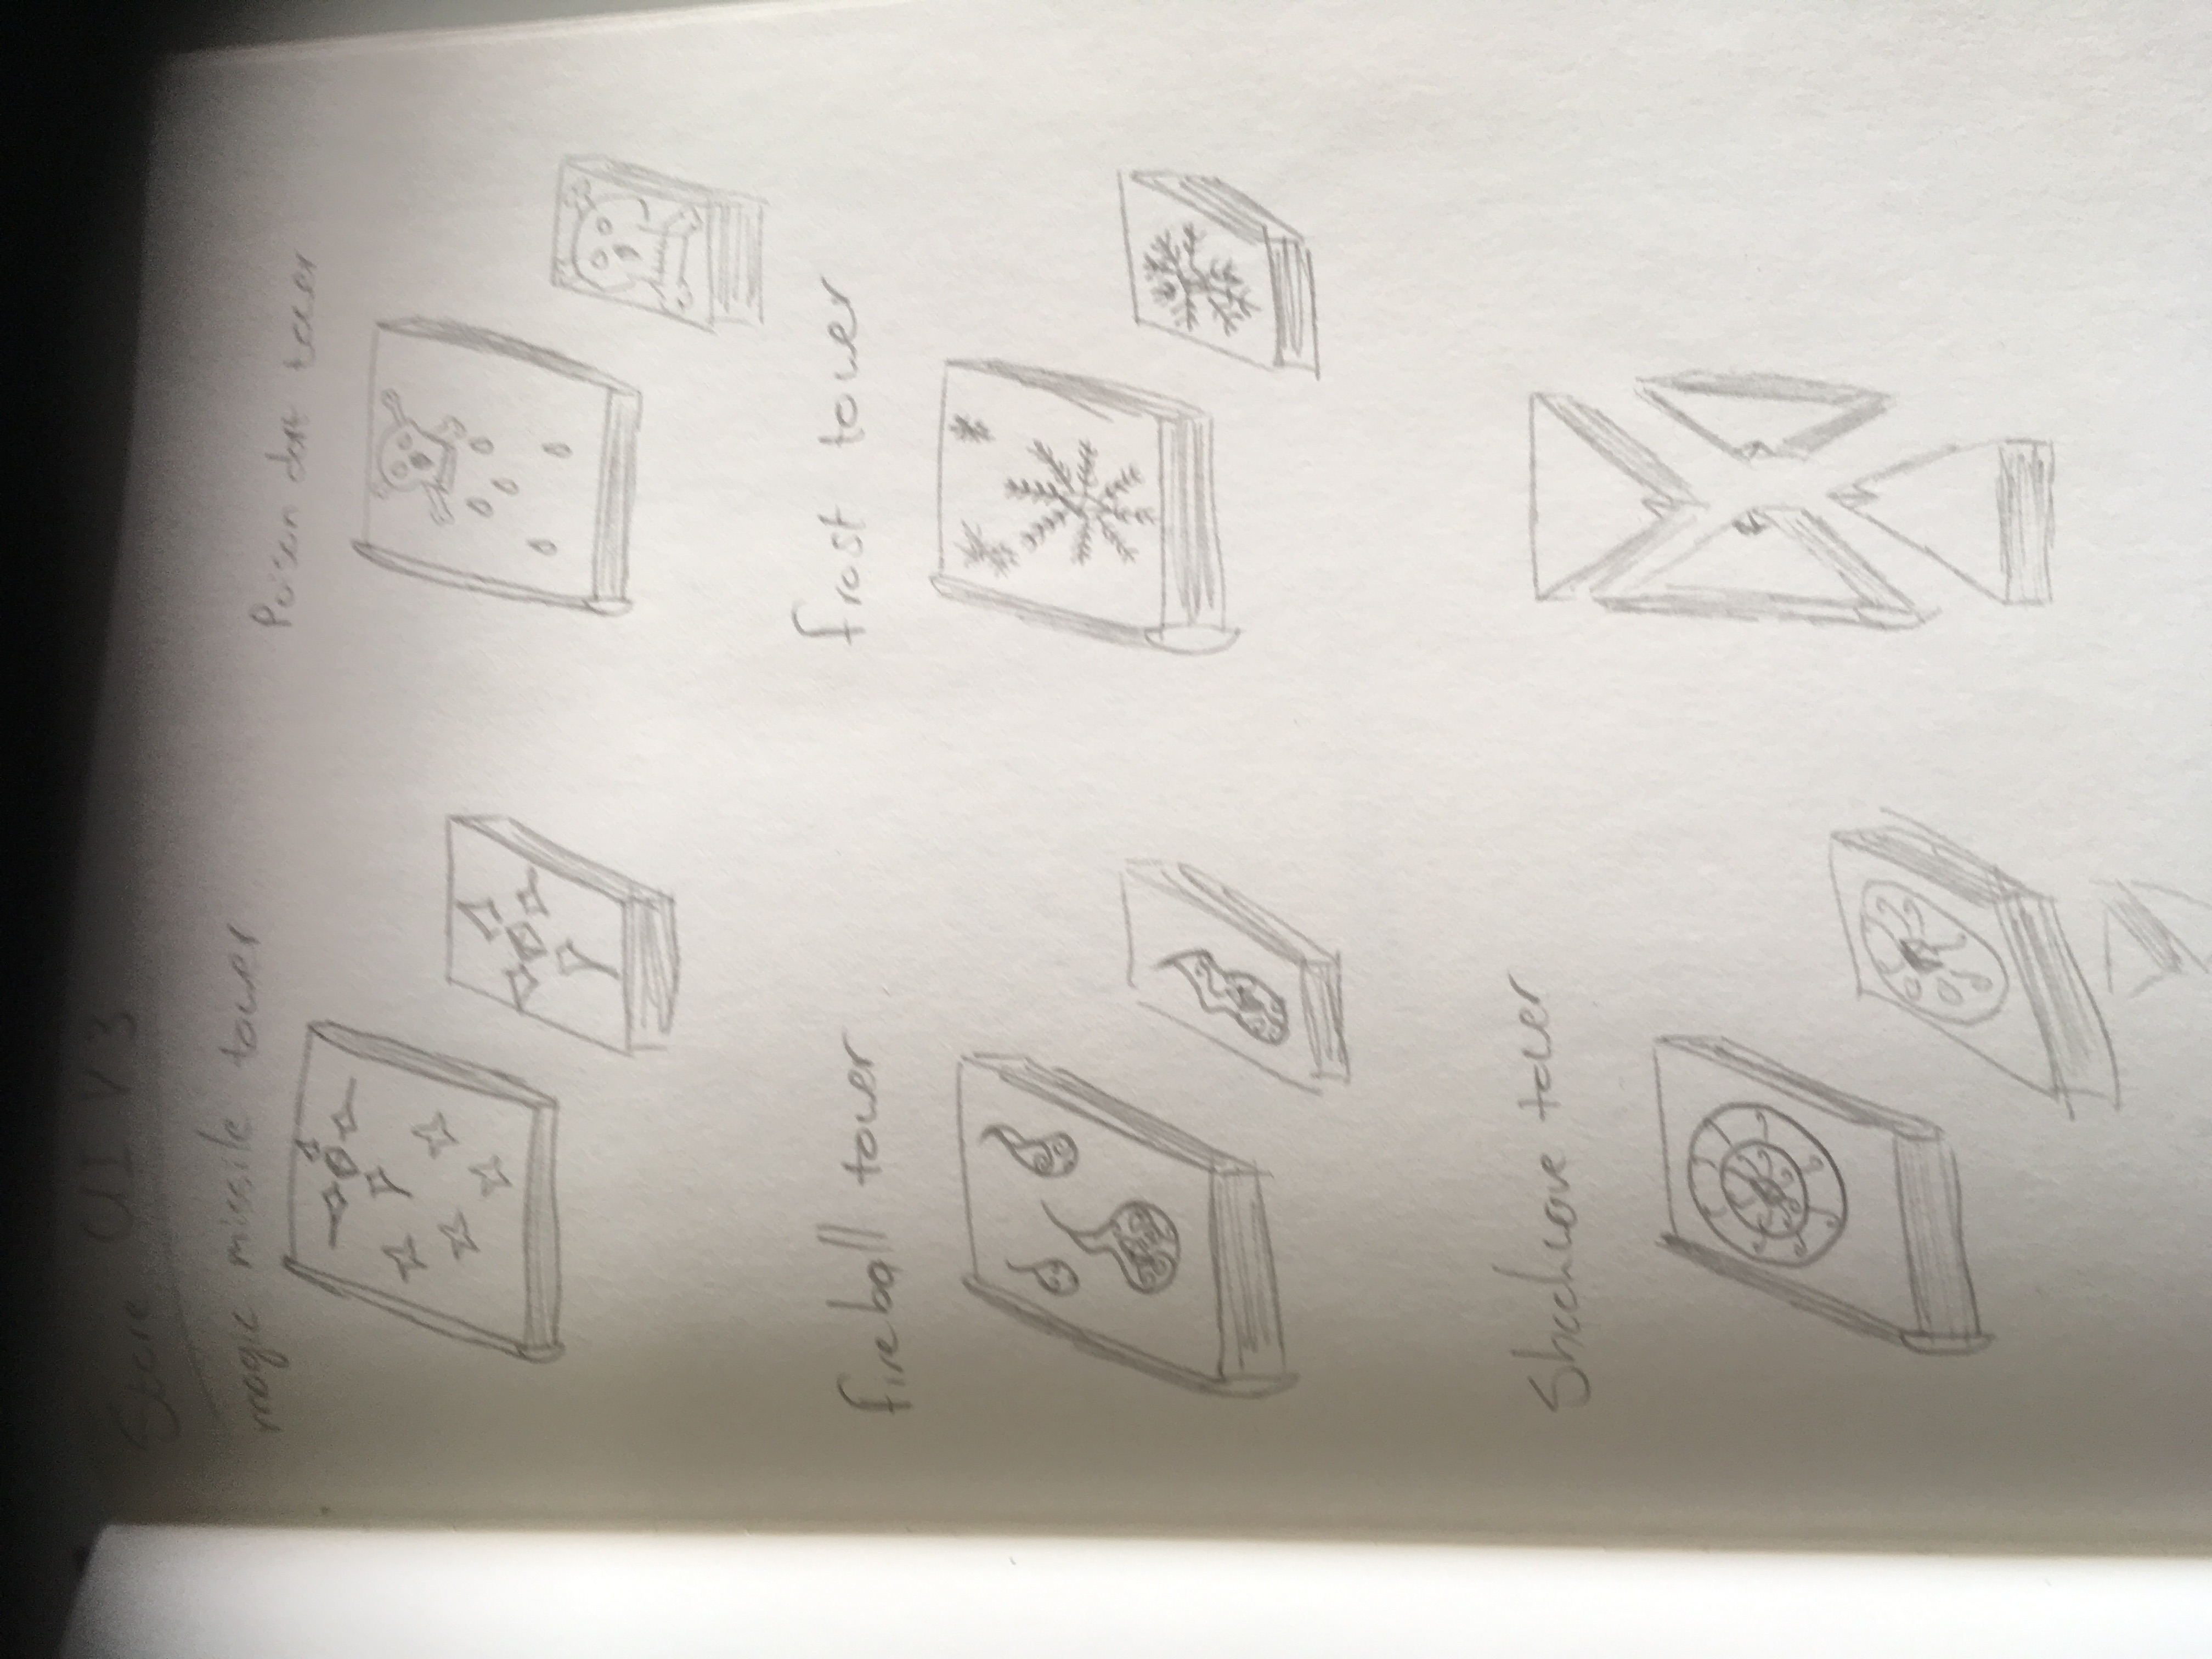 Store UI V3
magic missile tower
Poison dart tower
fireball tower
frost tower
Shockwave tower